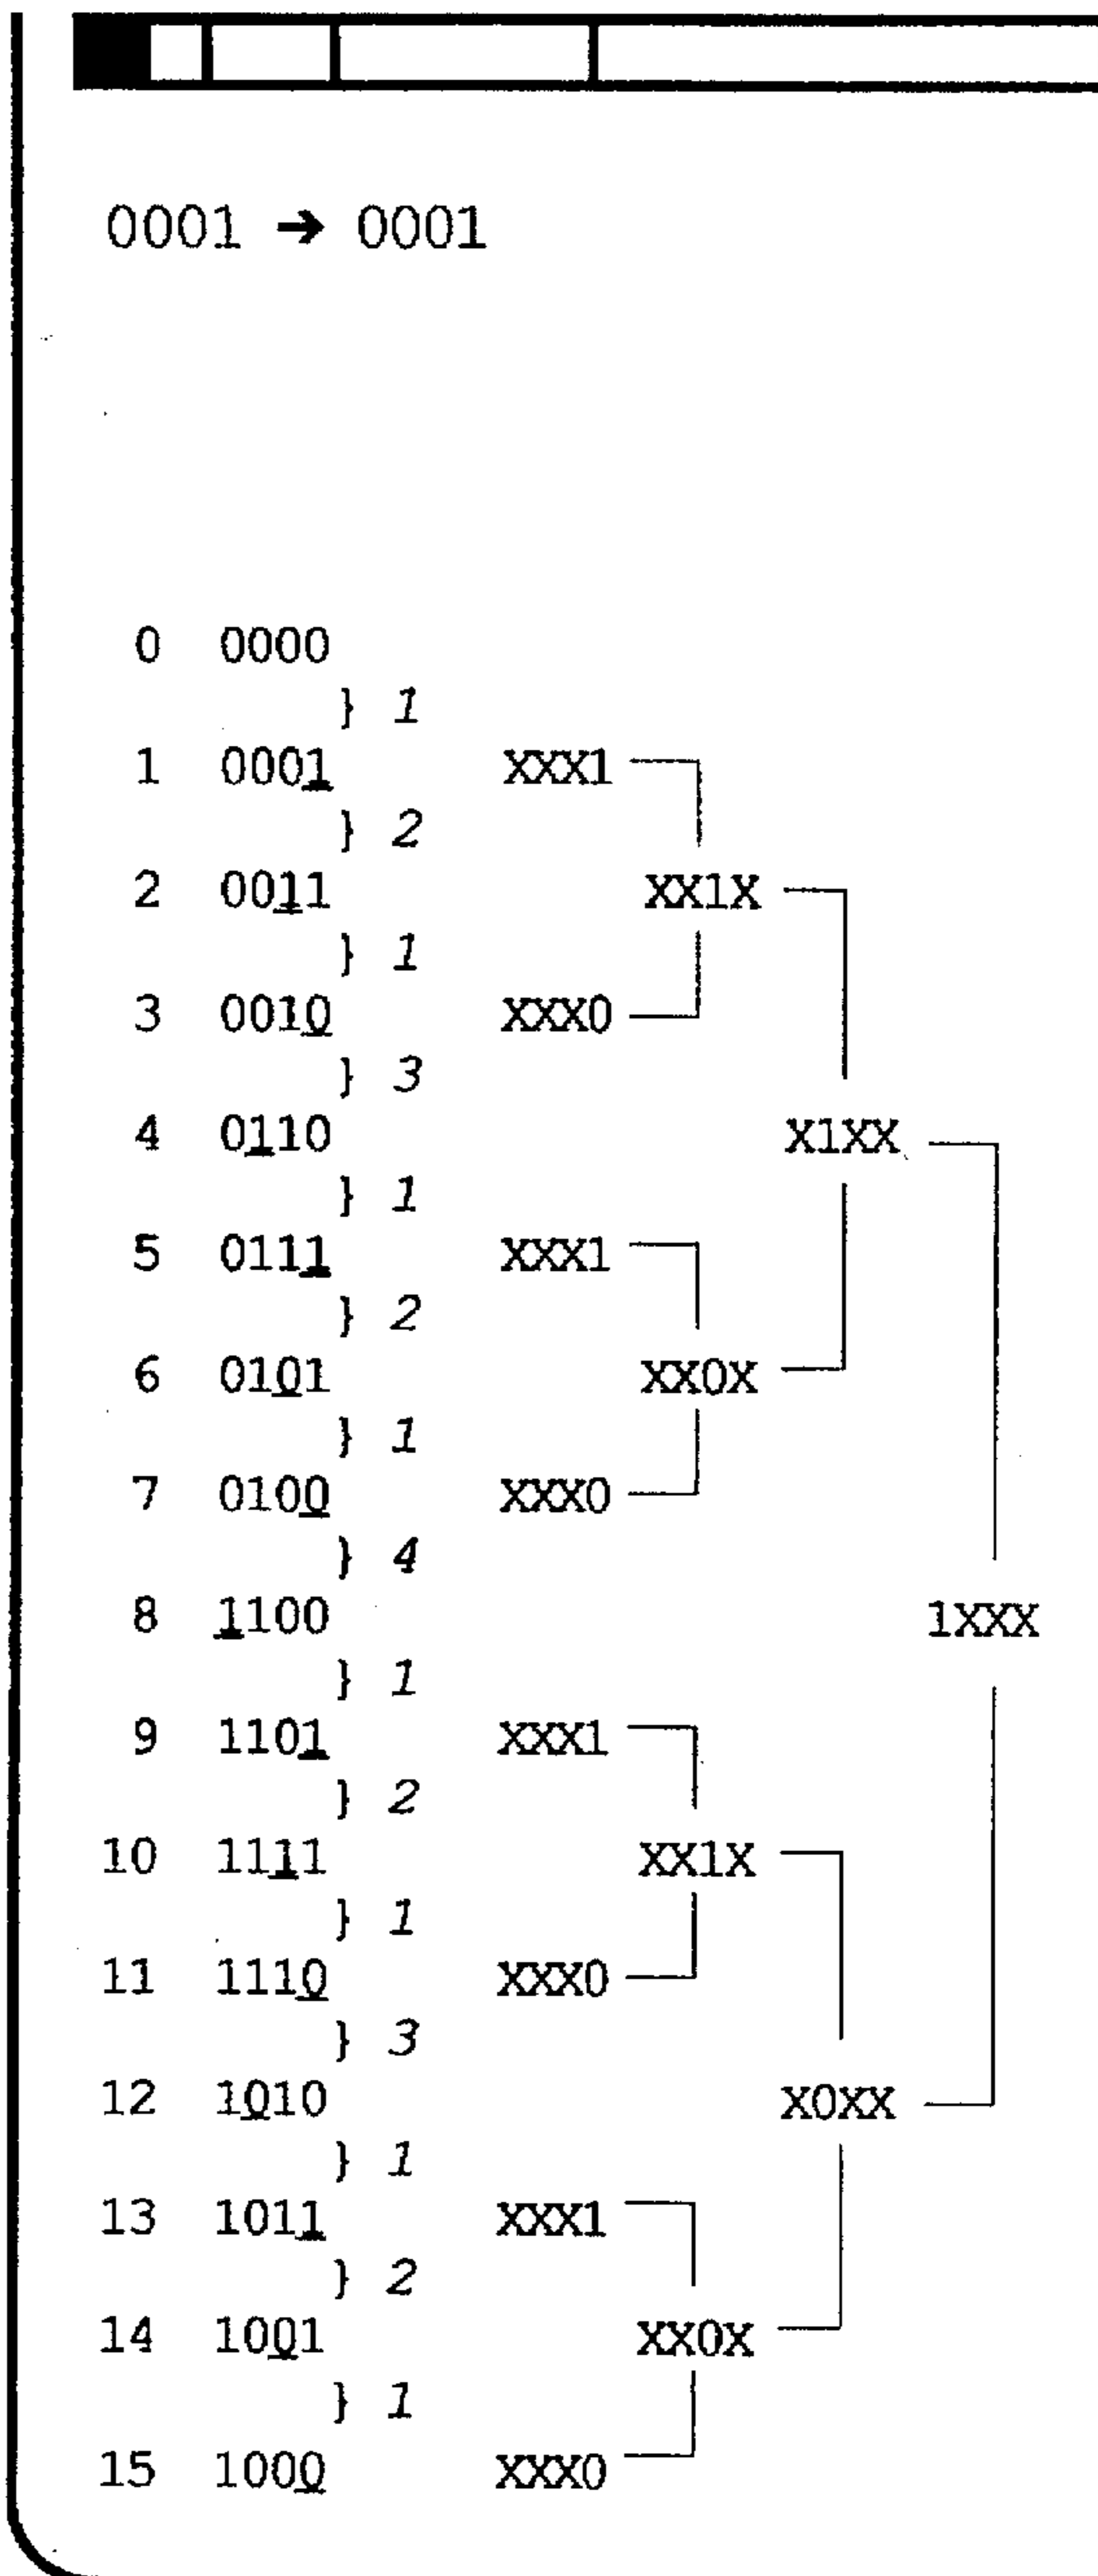 0001 → 0001
0 0000
} 1
1 0001 XXX1
} 2
2 0011 XX1X
} 1
3 0010 XXX0
} 3
4 0110 X1XX
} 1
5 0111 XXX1
} 2
6 0101 XX0X
} 1
7 0100 XXX0
} 4
8 1100 1XXX
} 1
9 1101 XXX1
} 2
10 1111 XX1X
} 1
11 1110 XXX0
} 3
12 1010 X0XX
} 1
13 1011 XXX1
} 2
14 1001 XX0X
} 1
15 1000 XXX0